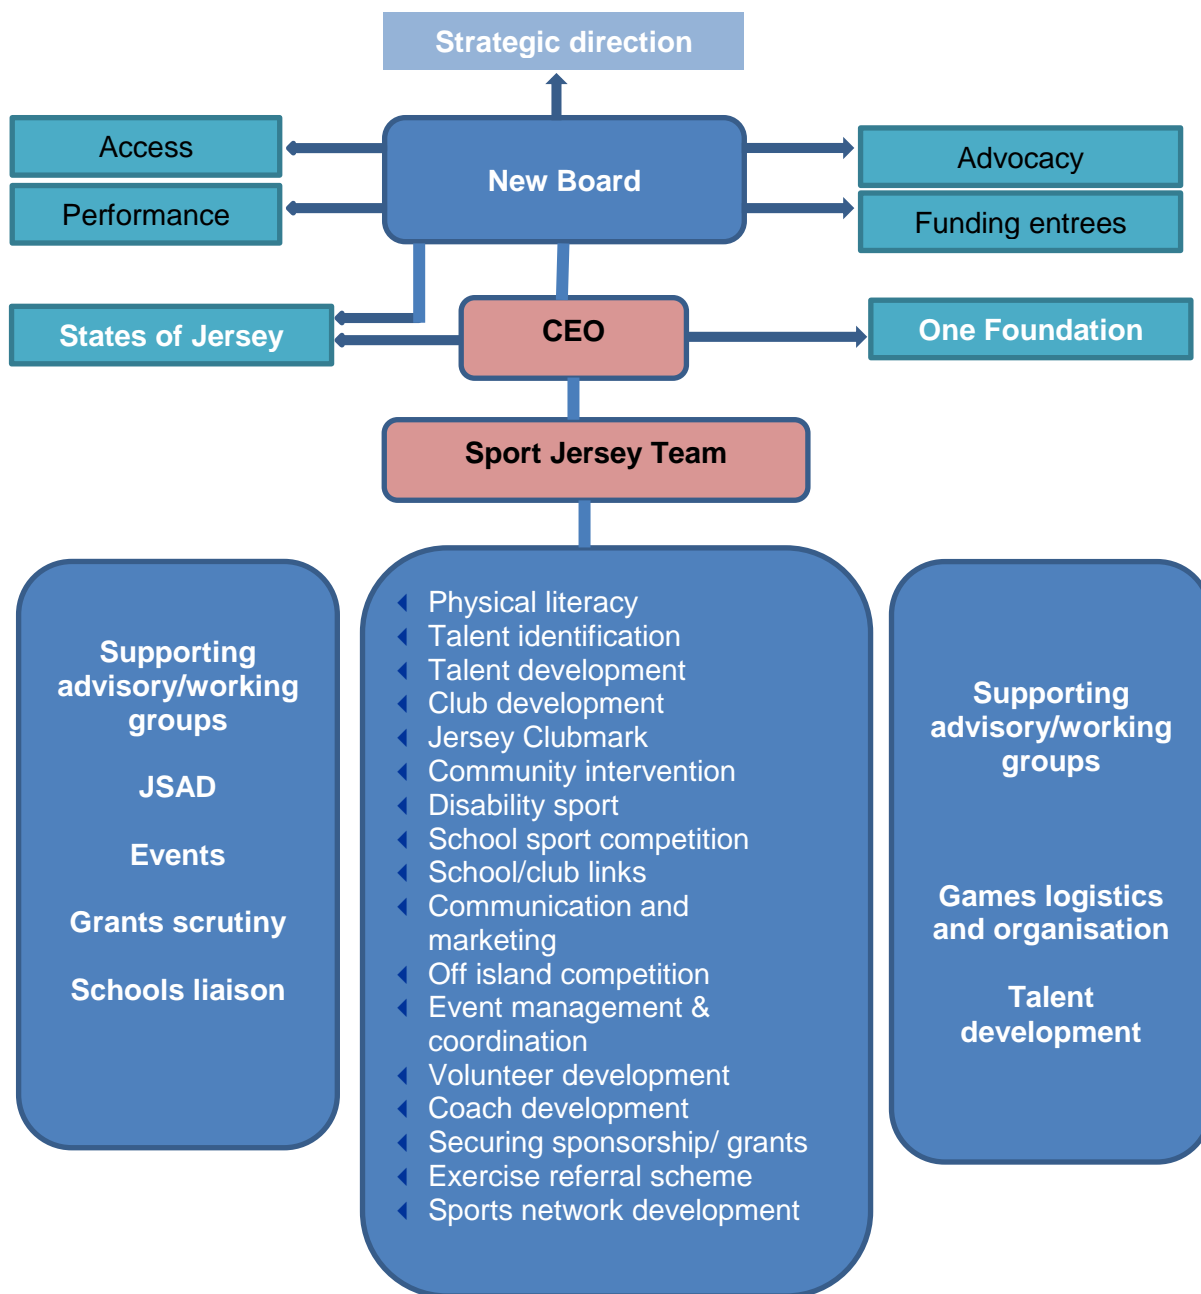 Strategic direction
Access
Performance
New Board
Advocacy
Funding entrees
States of Jersey
CEO
One Foundation
Sport Jersey Team
Supporting
advisory/working
groups
JSAD
Events
Grants scrutiny
Schools liaison
Physical literacy
Talent identification
Talent development
Club development
Jersey Clubmark
Community intervention
Disability sport
School sport competition
School/club links
Communication and
marketing
Off island competition
Event management &
coordination
Volunteer development
Coach development
Securing sponsorship/ grants
Exercise referral scheme
Sports network development
Supporting
advisory/working
groups
Games logistics
and organisation
Talent
development